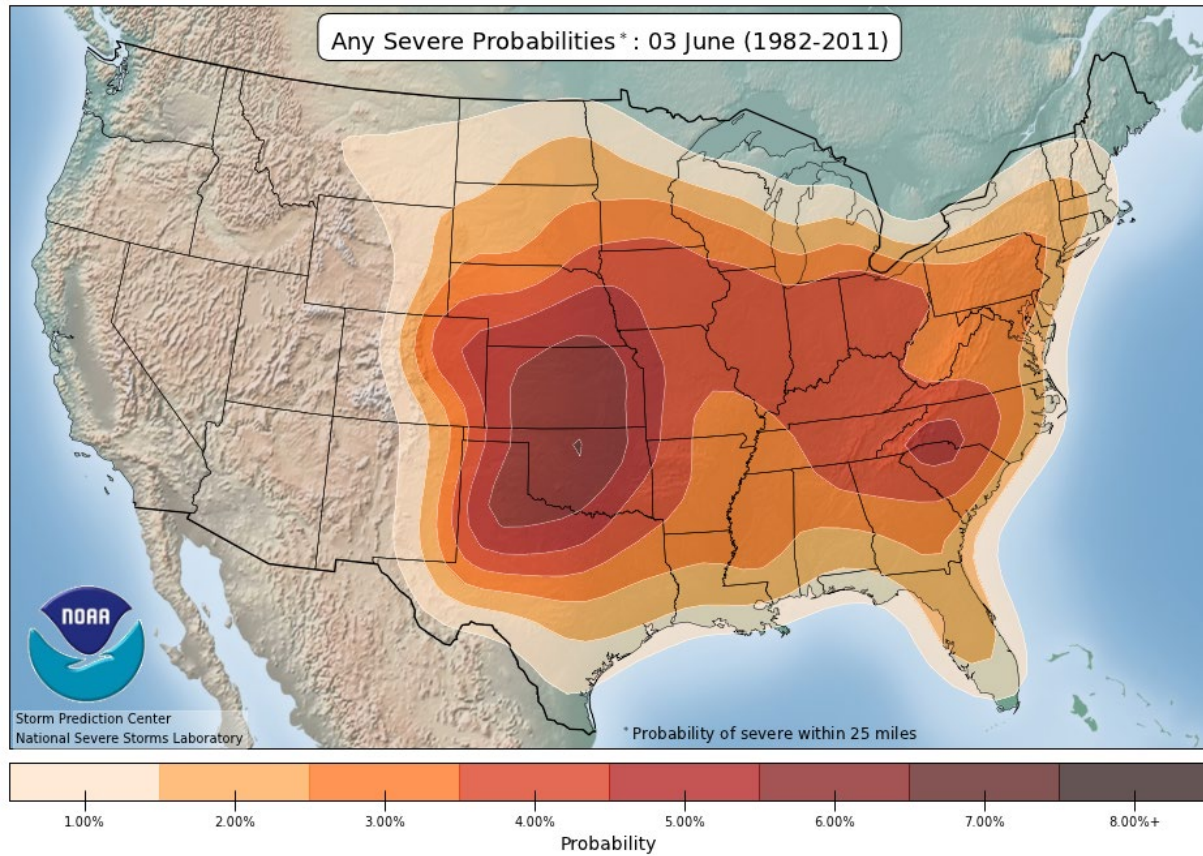 Any Severe Probabilities*: 03 June (1982-2011)
NOAA
Storm Prediction Center
National Severe Storms Laboratory
*Probability of severe within 25 miles
1.00% 2.00% 3.00% 4.00% 5.00% 6.00% 7.00% 8.00%+
Probability